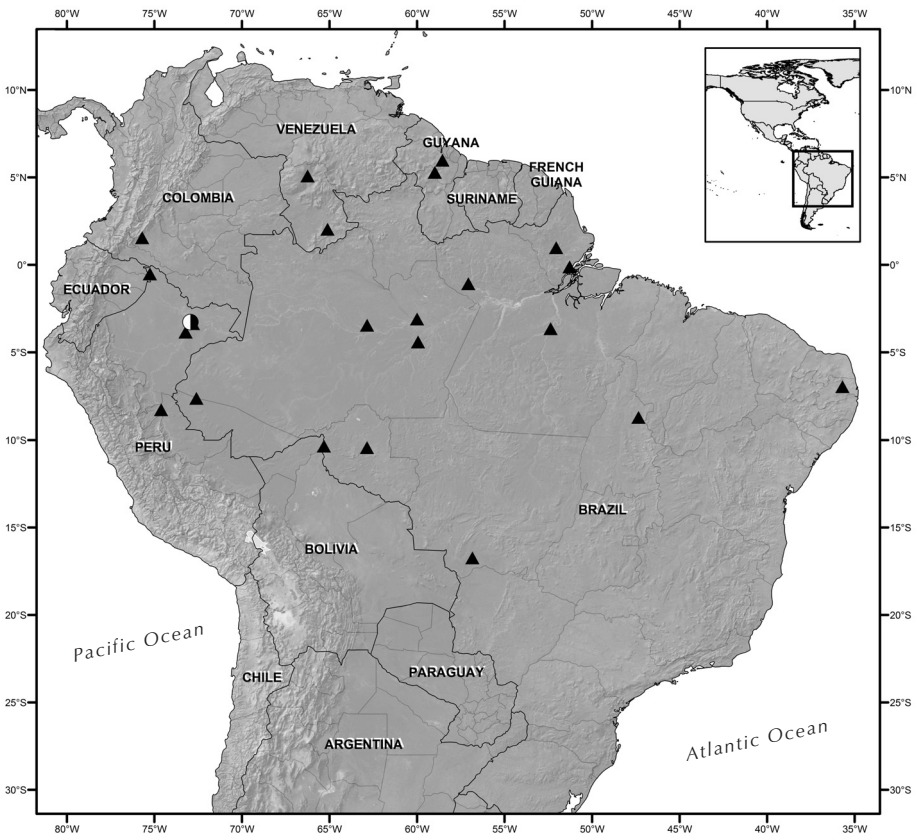 80°W 75°W 70°W 65°W 60°W 55°W 50°W 45°W 40°W 35°W
10°N 10°N
VENEZUELA
GUYANA
FRENCH
GUIANA
5°N 5°N
COLOMBIA
SURINAME
0° 0°
ECUADOR
5°S 5°S
PERU
10°S 10°S
BRAZIL
15°S 15°S
BOLIVIA
20°S 20°S
Pacific Ocean
PARAGUAY
CHILE
25°S 25°S
Atlantic Ocean
ARGENTINA
30°S 30°S
80°W 75°W 70°W 65°W 60°W 55°W 50°W 45°W 40°W 35°W